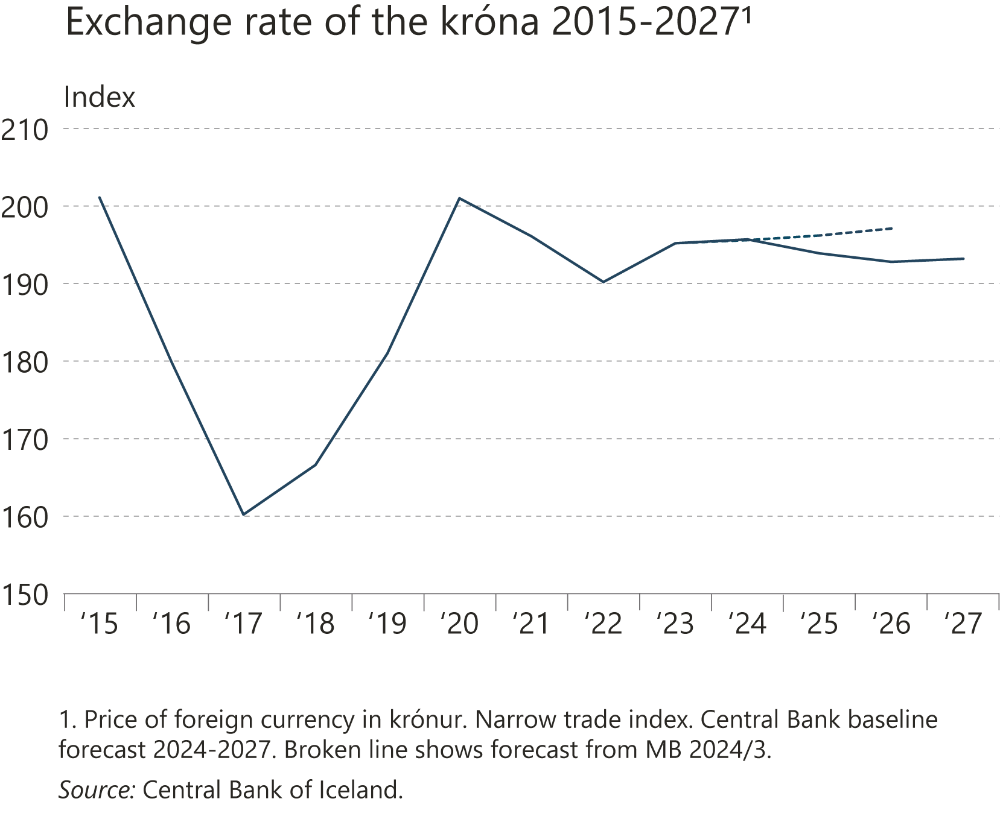 Exchange rate of the króna 2015-2027¹
Index
210
200
190
180
170
160
150
‘15 ‘16 ‘17 ‘18 ‘19 ‘20 ‘21 ‘22 ‘23 ‘24 ‘25 ‘26 ‘27
1. Price of foreign currency in krónur. Narrow trade index. Central Bank baseline
forecast 2024-2027. Broken line shows forecast from MB 2024/3.
Source: Central Bank of Iceland.